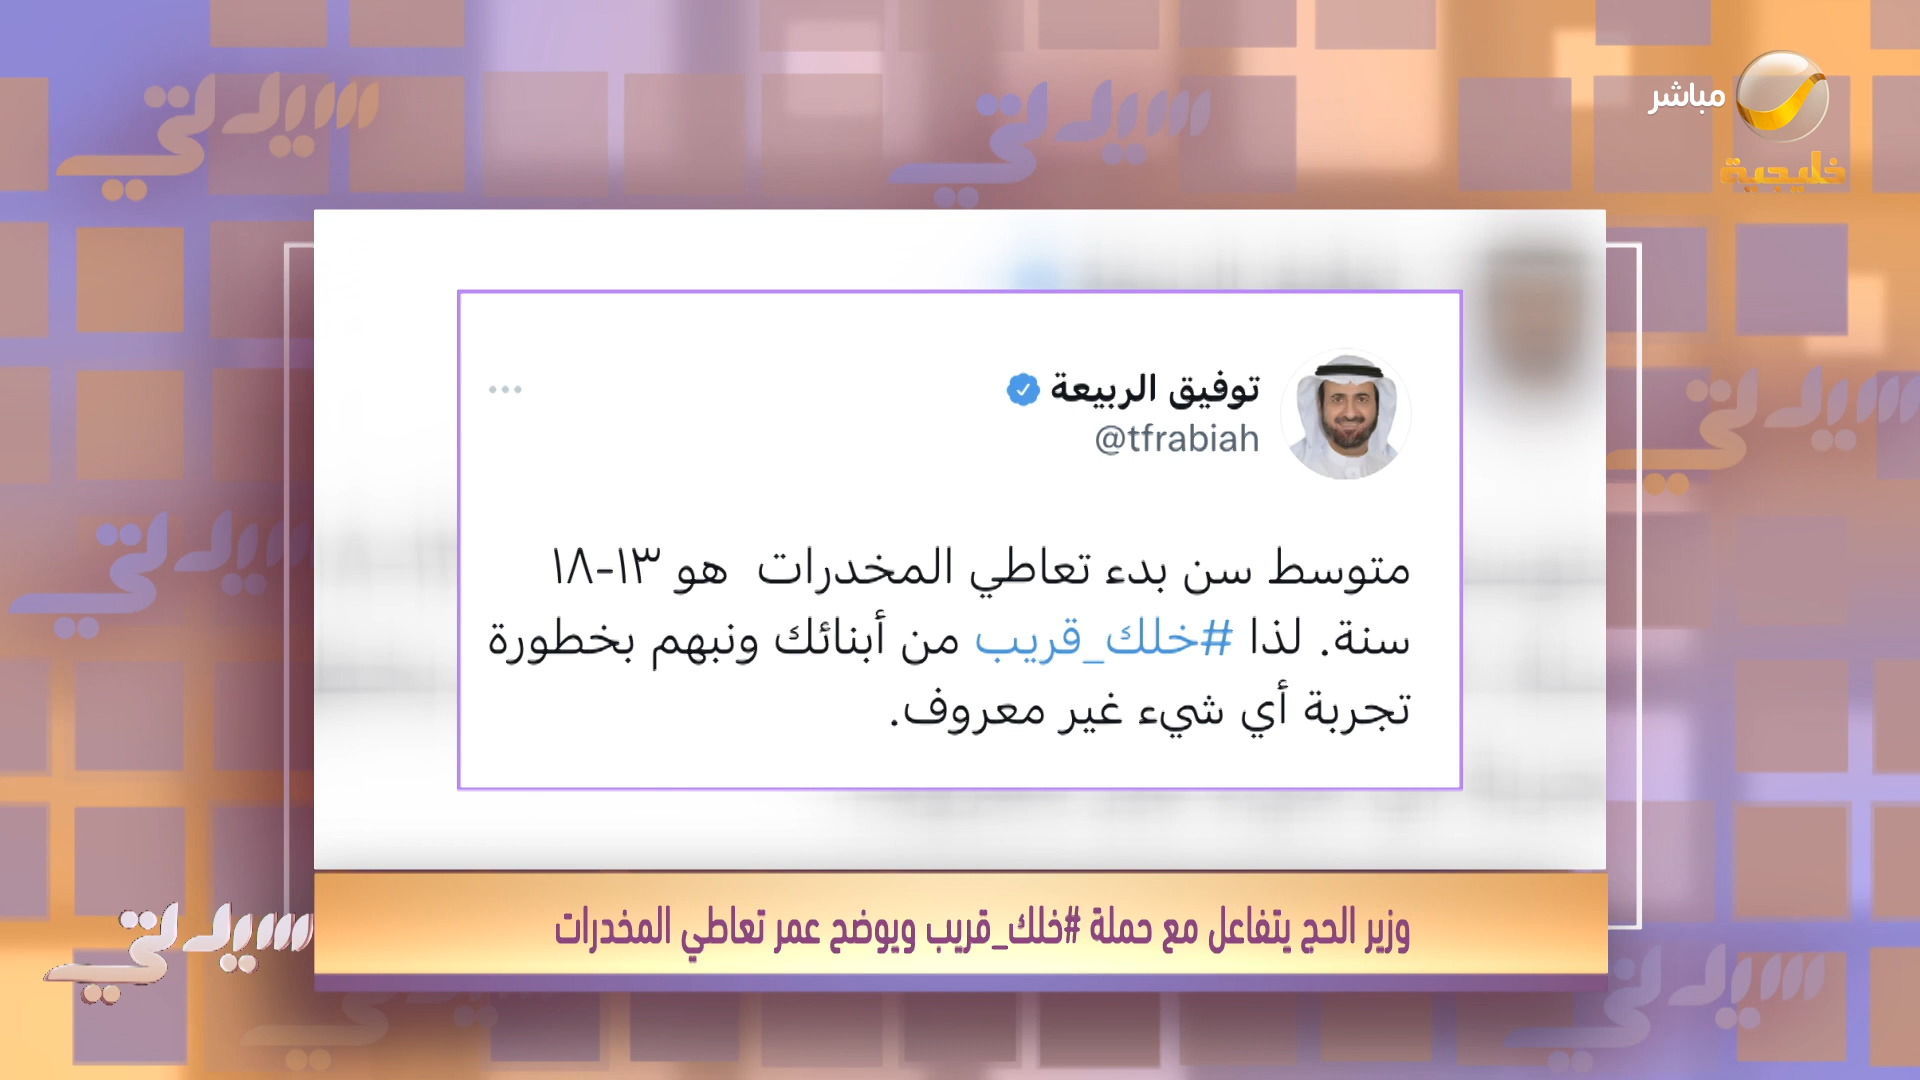 مباشر
خليجية
توفيق الربيعة
@tfrabiah
متوسط سن بدء تعاطي المخدرات هو ١٣-١٨
سنة. لذا #خلك_قريب من أبنائك ونبهم بخطورة
تجربة أي شيء غير معروف.
وزير الحج يتفاعل مع حملة #خلك_قريب ويوضح عمر تعاطي المخدرات
سيدتي